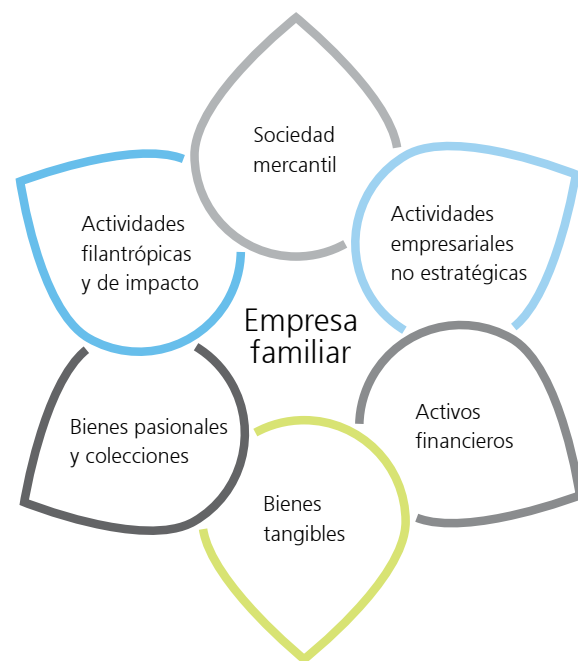 Sociedad
mercantil
Actividades
empresariales
no estratégicas
Actividades
filantrópicas
y de impacto
Empresa
familiar
Activos
financieros
Bienes pasionales
y colecciones
Bienes
tangibles